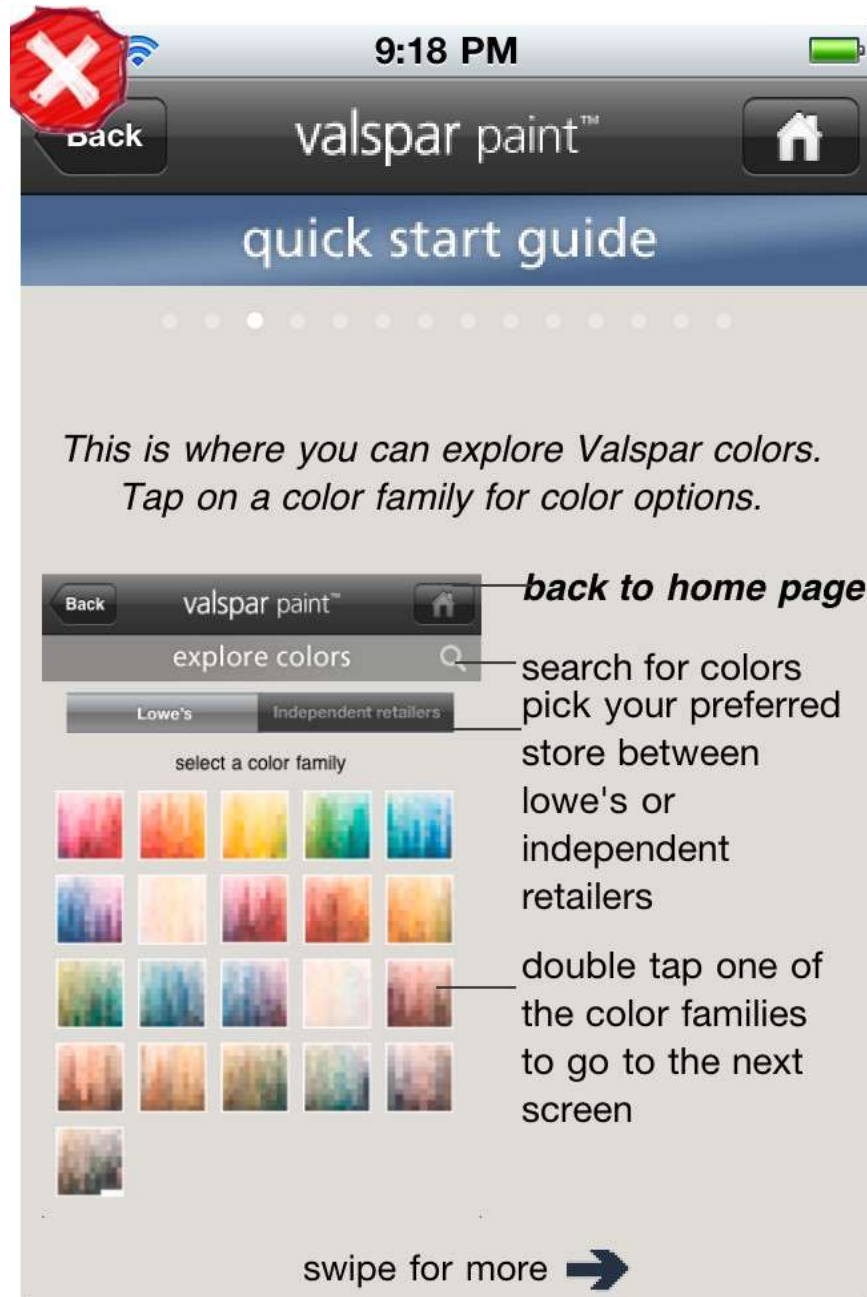 9:18 PM
Back
valspar paint™
quick start guide
This is where you can explore Valspar colors.
Tap on a color family for color options.
Back
valspar paint™
back to home page
explore colors
search for colors
Lowe's
Independent retailers
pick your preferred
store between
lowe's or
independent
retailers
select a color family
double tap one of
the color families
to go to the next
screen
swipe for more